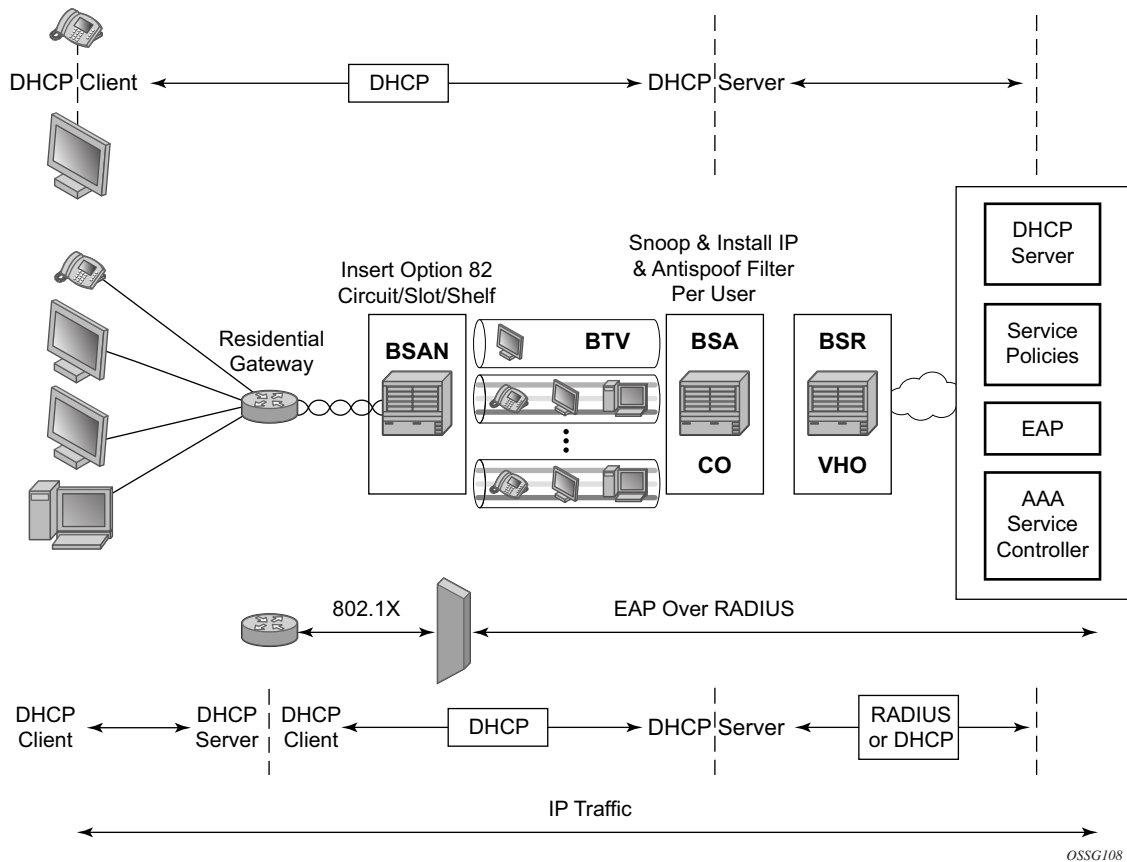 DHCP Client
DHCP
DHCP Server
Snoop & Install IP
& Antispoof Filter
Per User
Insert Option 82
Circuit/Slot/Shelf
Residential
Gateway
BSAN
BTV
BSA
CO
BSR
VHO
DHCP
Server
Service
Policies
EAP
AAA
Service
Controller
802.1X
EAP Over RADIUS
DHCP
Client
DHCP
Server
DHCP
Client
DHCP
DHCP Server
RADIUS
or DHCP
IP Traffic
OSSG108